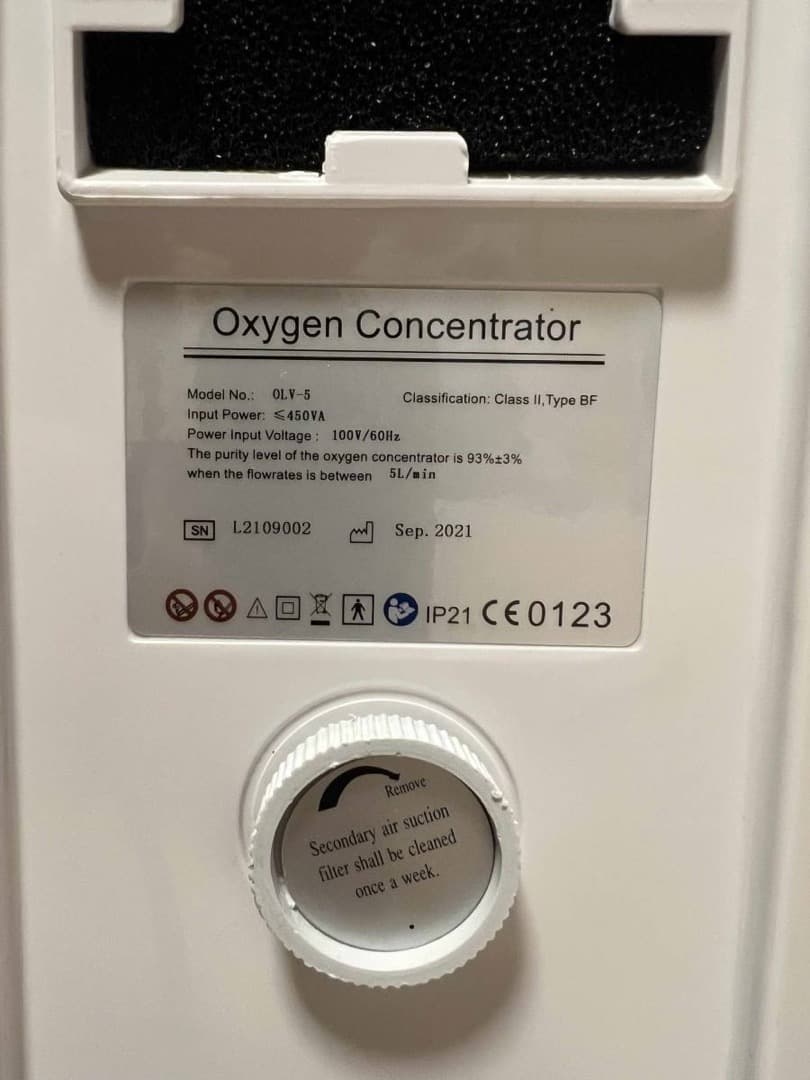 Oxygen Concentrator
Model No.: OLV-5 Classification: Class II,Type BF
Input Power: ≤450VA
Power Input Voltage : 100V/60Hz
The purity level of the oxygen concentrator is 93%±3%
when the flowrates is between 5L/min
SN L2109002 Sep. 2021
IP21 CE0123
Remove
Secondary air suction
filter shall be cleaned
once a week.